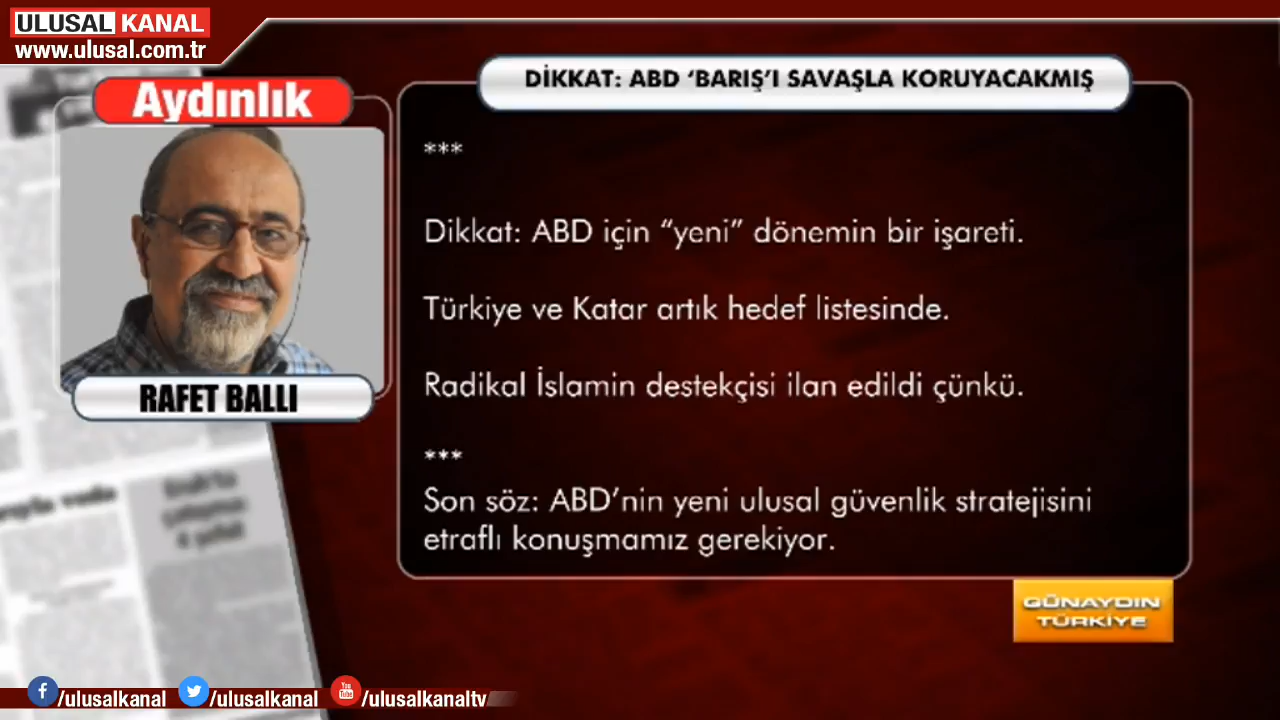 ULUSAL KANAL
www.ulusal.com.tr
Aydınlık
RAFET BALLI
DİKKAT: ABD ‘BARIŞ’I SAVAŞLA KORUYACAKMIŞ
***
Dikkat: ABD için “yeni” dönemin bir işareti.
Türkiye ve Katar artık hedef listesinde.
Radikal İslamin destekçisi ilan edildi çünkü.
***
Son söz: ABD’nin yeni ulusal güvenlik stratejisini
etraflı konuşmamız gerekiyor.
GÜNAYDIN
TÜRKİYE
/ulusalkanal /ulusalkanal You Tube /ulusalkanaltv